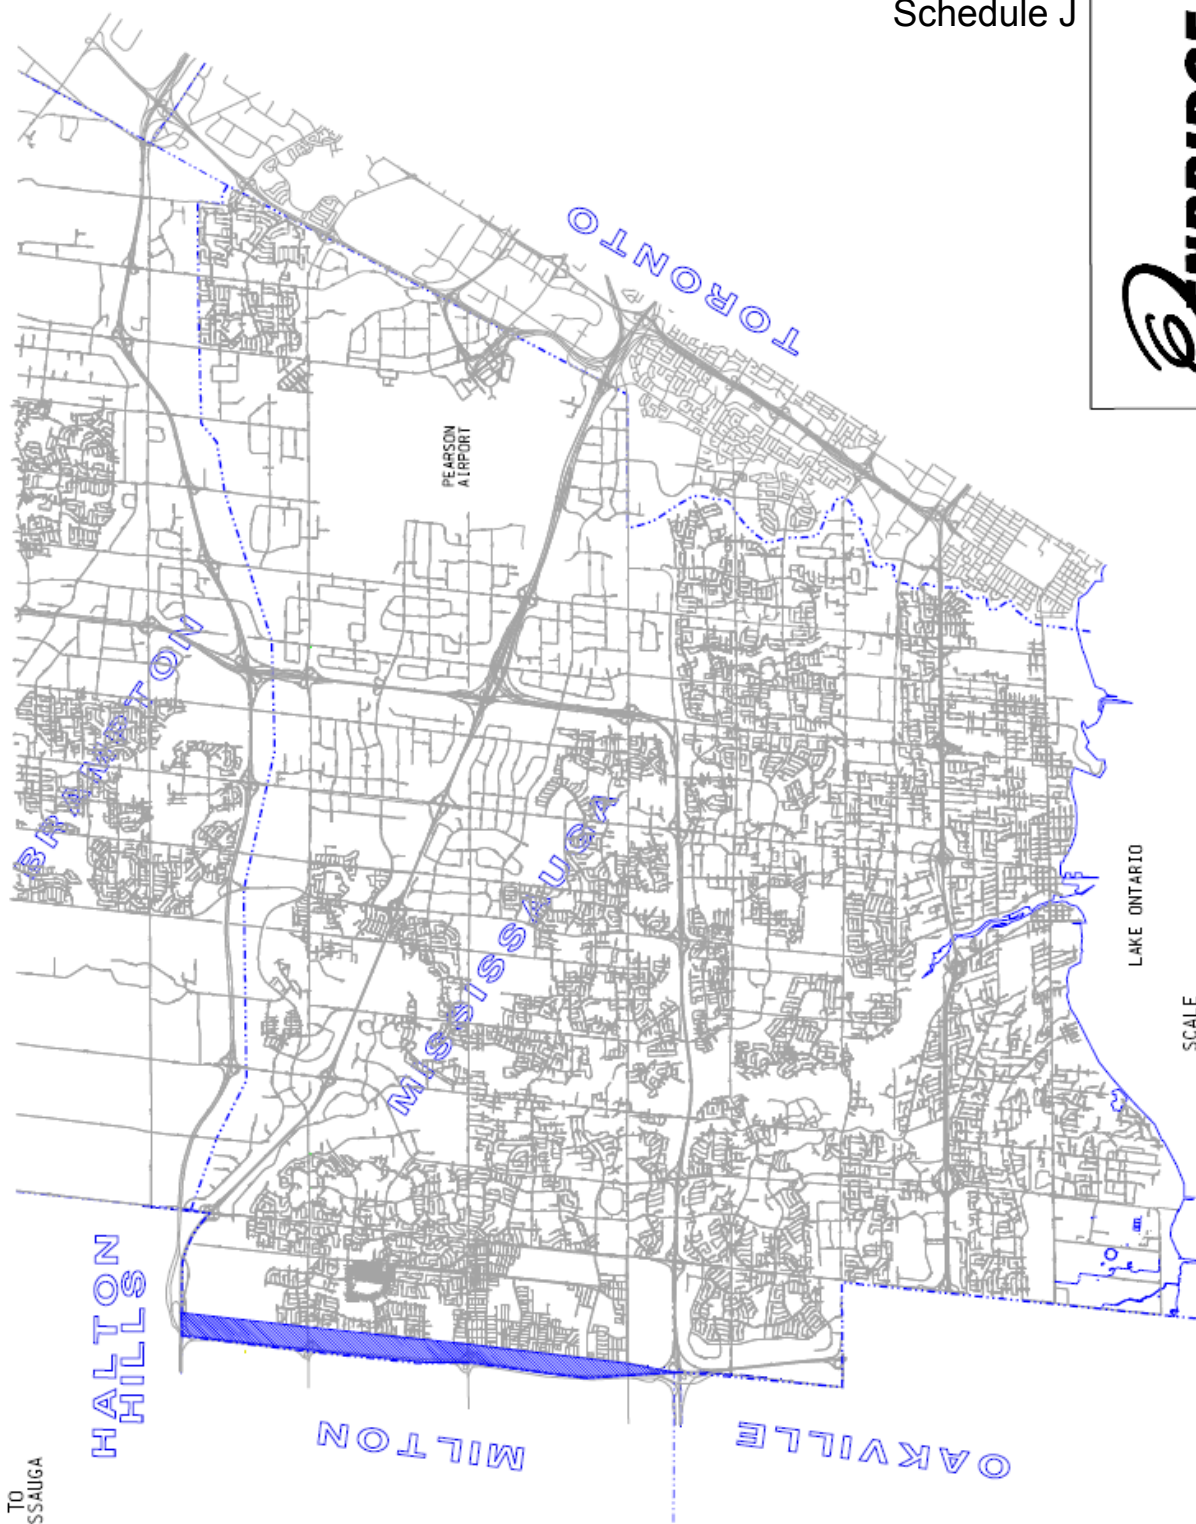 Schedule J
TORONTO
PEARSON
AIRPORT
BRAMPTON
MISSISSAUGA
LAKE ONTARIO
SCALE
HALTON
HILLS
MILTON
OAKVILLE
TO
SSAUGA